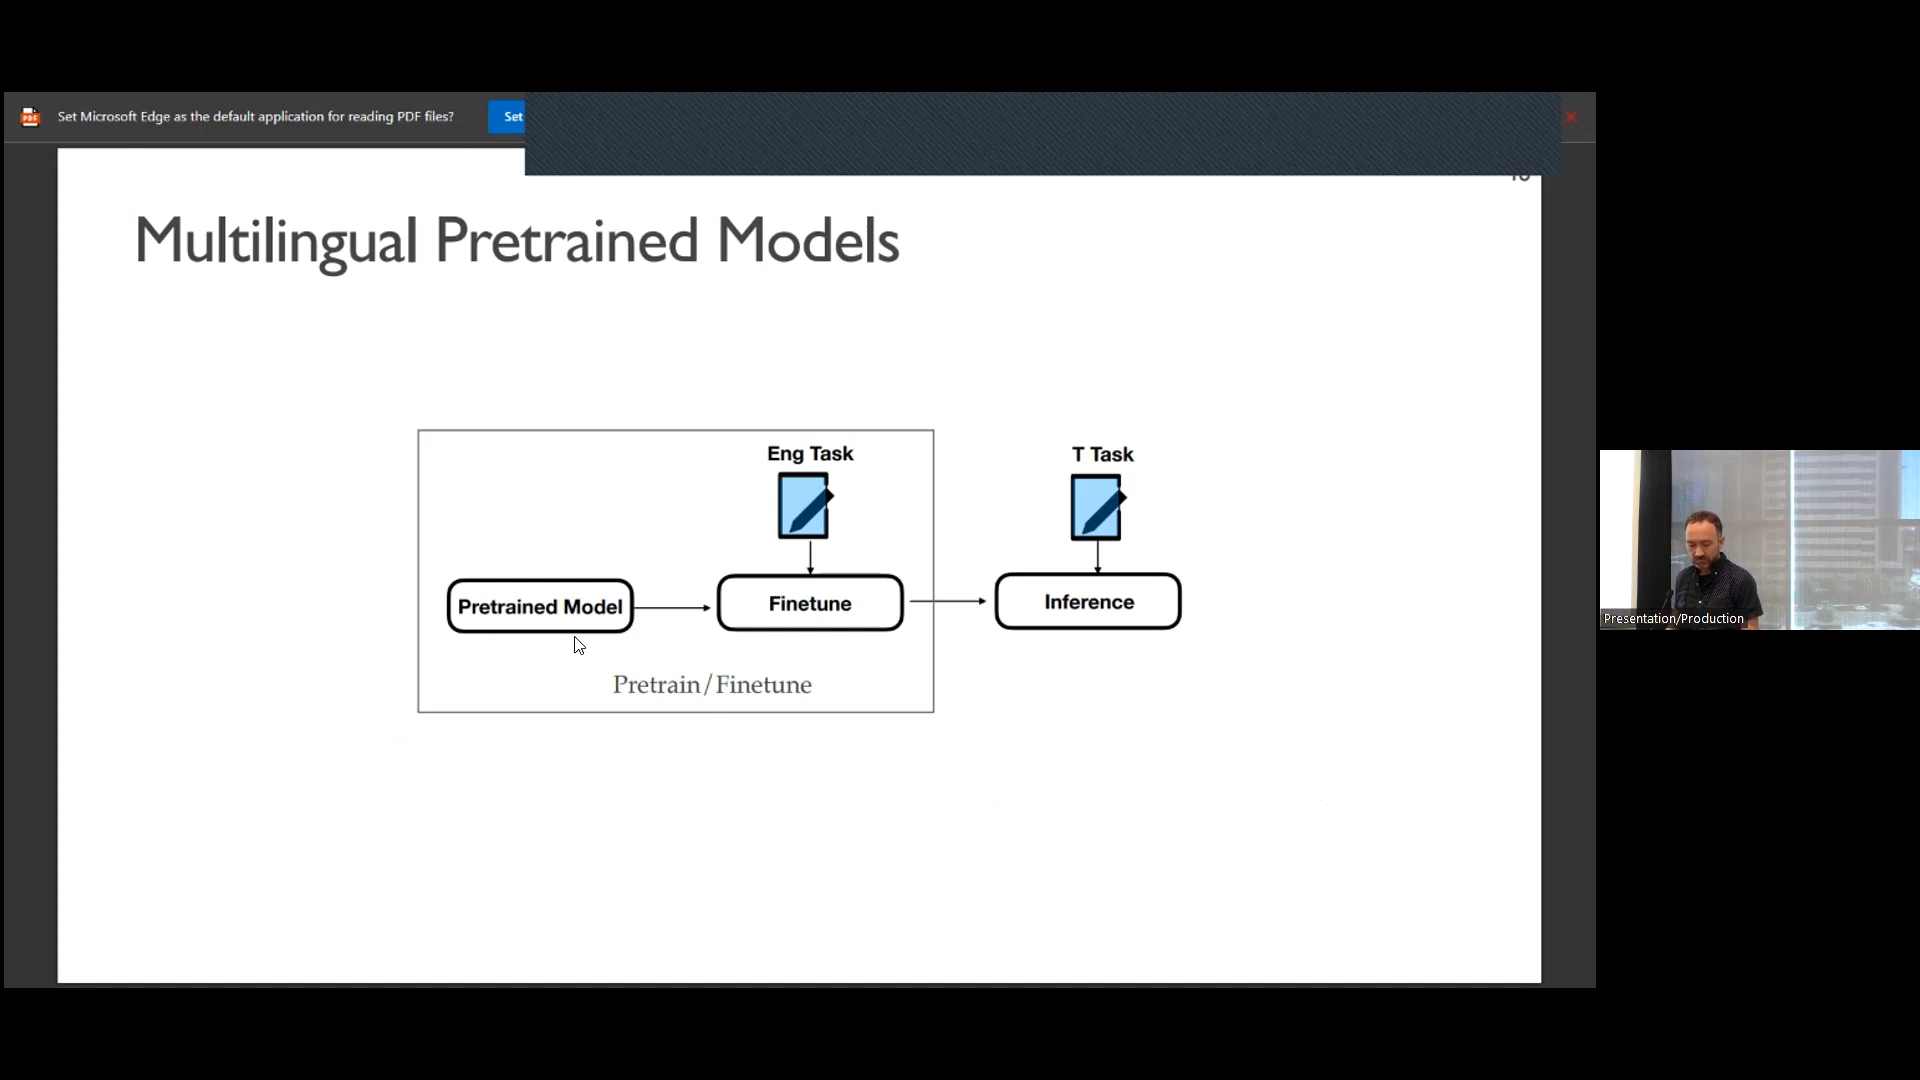 Set Microsoft Edge as the default application for reading PDF files?
Set
Multilingual Pretrained Models
Eng Task
T Task
Pretrained Model
Finetune
Inference
Pretrain/Finetune
Presentation/Production